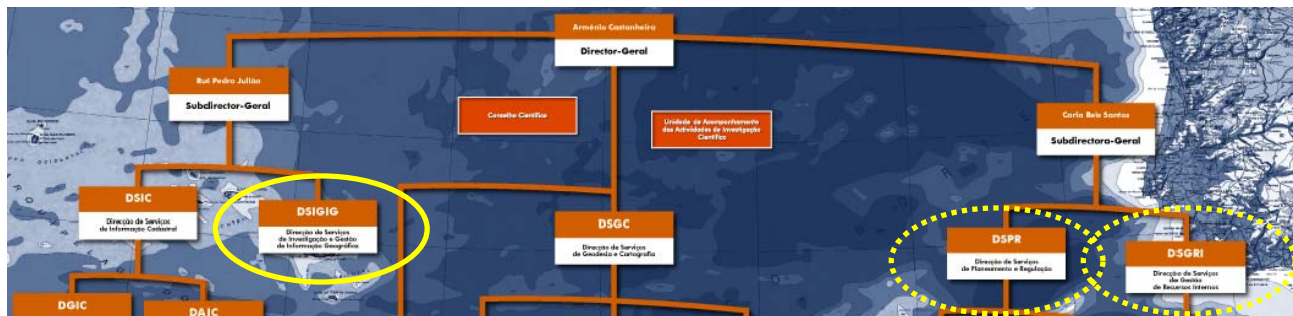 Arménio Castanheira
Director-Geral
Rui Pedro Julião
Subdirector-Geral
Conselho Científico
Unidade de Acompanhamento
das Actividades de Investigação
Científica
Carla Reis Santos
Subdirectora-Geral
DSIC
Direcção de Serviços
de Informação Cadastral
DSIGIG
Direcção de Serviços
de Investigação e Gestão
de Informação Geográfica
DSGC
Direcção de Serviços
de Geodesia e Cartografia
DSPR
Direcção de Serviços
de Planeamento e Regulação
DSGRI
Direcção de Serviços
de Gestão
de Recursos Internos
DGIC
DAIC